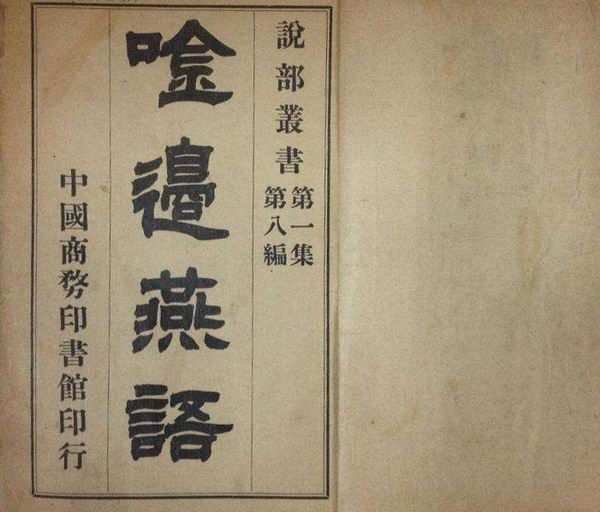 說部叢書
第一集
第八編
唫邊燕語
中國商務印書館印行